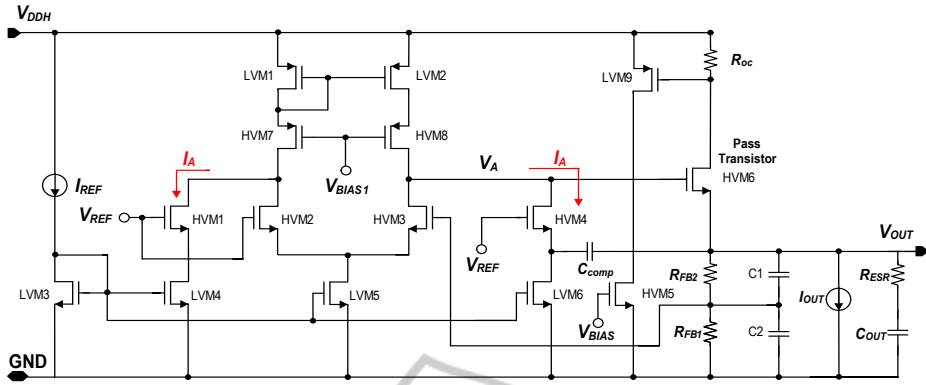 VDDH
LVM1
LVM2
LVM9
Roc
HVM7
HVM8
Pass
Transistor
HVM6
IA
VA
IA
IREF
VBIAS1
VREF
HVM1
HVM2
HVM3
HVM4
VREF
Ccomp
VOUT
RFB2
C1
RESR
LVM3
LVM4
LVM5
LVM6
HVM5
IOUT
VBIAS
RFB1
C2
COUT
GND